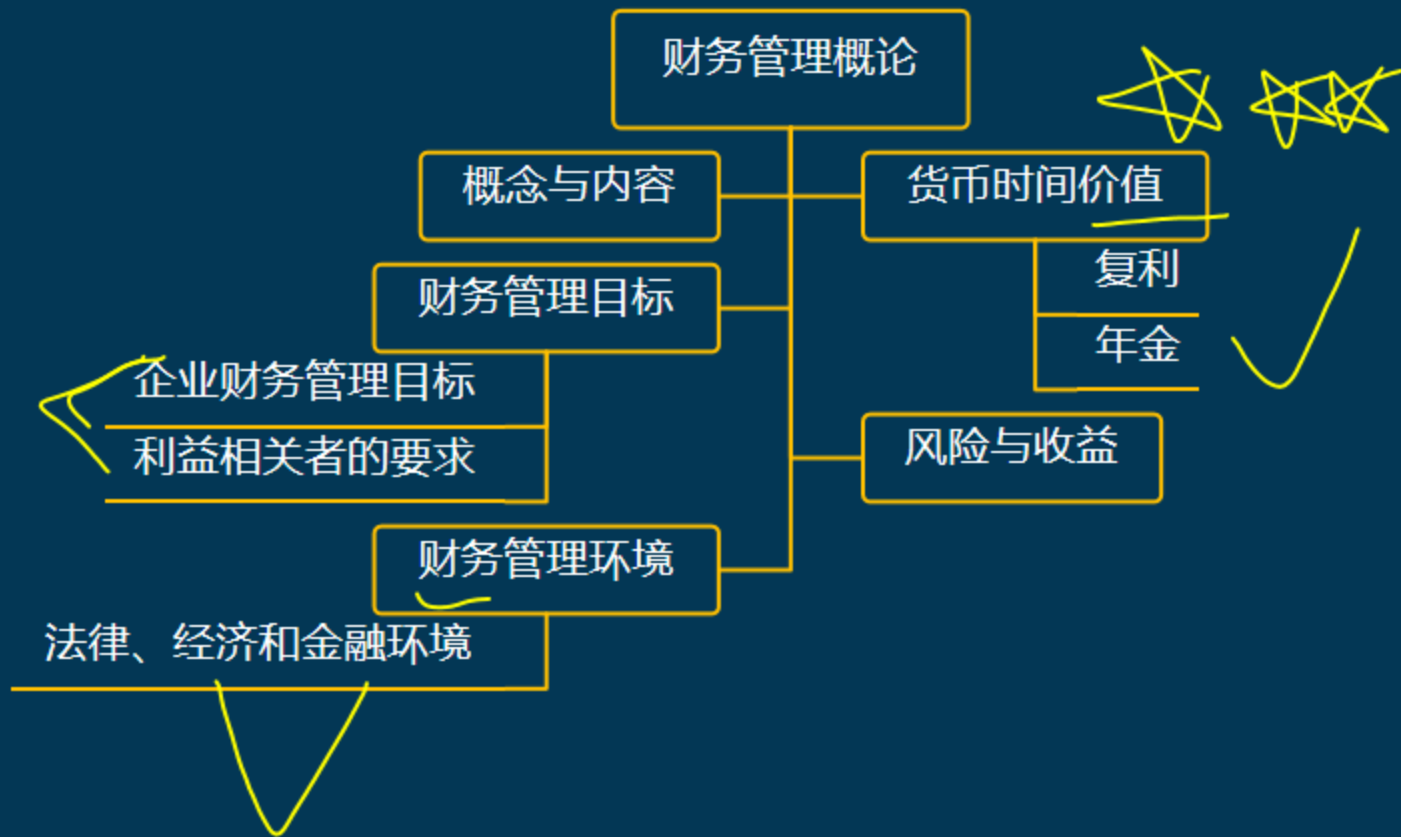 财务管理概论
概念与内容
货币时间价值
复利
财务管理目标
年金
企业财务管理目标
风险与收益
利益相关者的要求
财务管理环境
法律、经济和金融环境